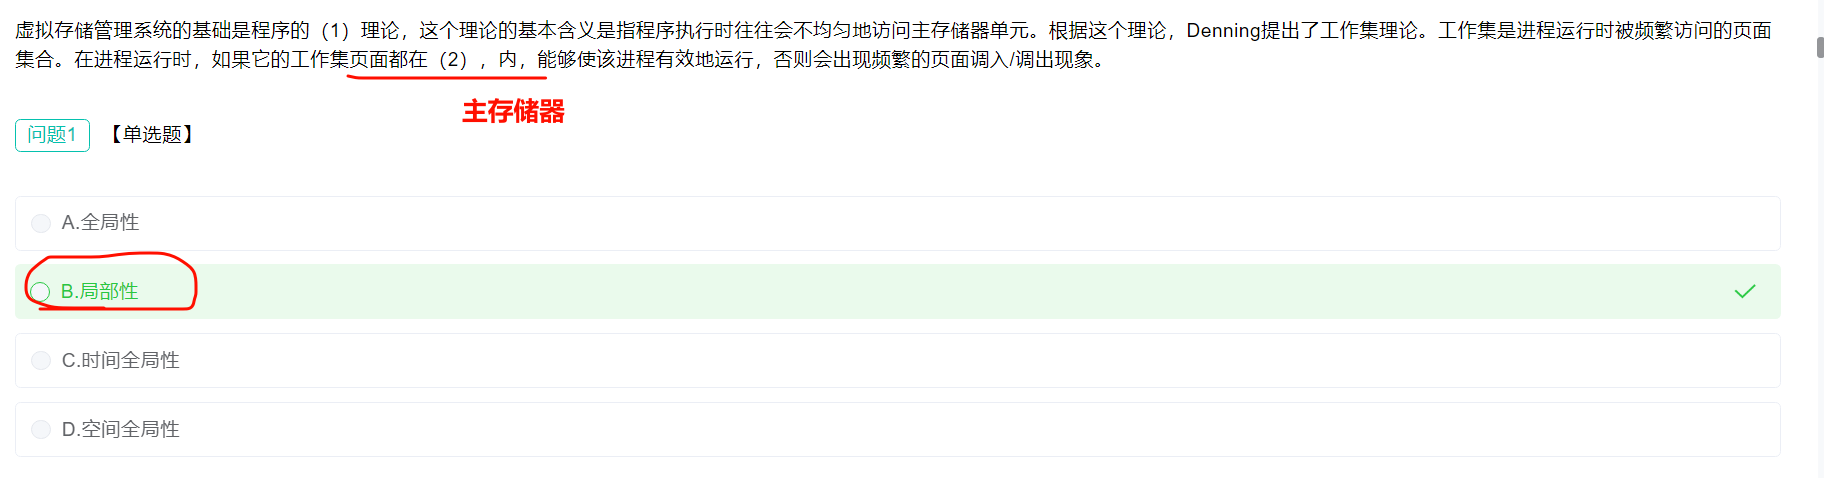 虚拟存储管理系统的基础是程序的（1）理论，这个理论的基本含义是指程序执行时往往会不均匀地访问主存储器单元。根据这个理论，Denning提出了工作集理论。工作集是进程运行时被频繁访问的页面
集合。在进程运行时，如果它的工作集页面都在（2），内，能够使该进程有效地运行，否则会出现频繁的页面调入/调出现象。
主存储器
问题1 【单选题】
A.全局性
B.局部性
C.时间全局性
D.空间全局性